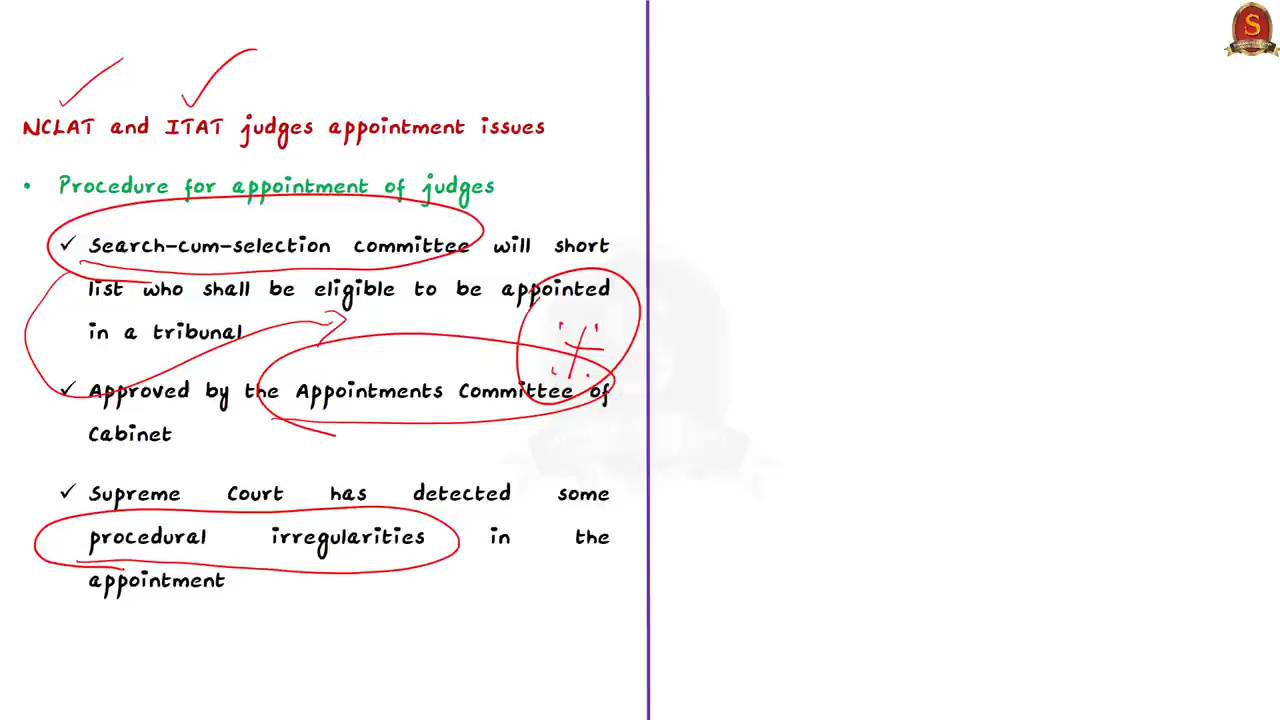 NCLAT and ITAT judges appointment issues
• Procedure for appointment of judges
✓ Search-cum-selection committee will short
list who shall be eligible to be appointed
in a tribunal
✓ Approved by the Appointments Committee of
Cabinet
✓ Supreme Court has detected some
procedural irregularities in the
appointment